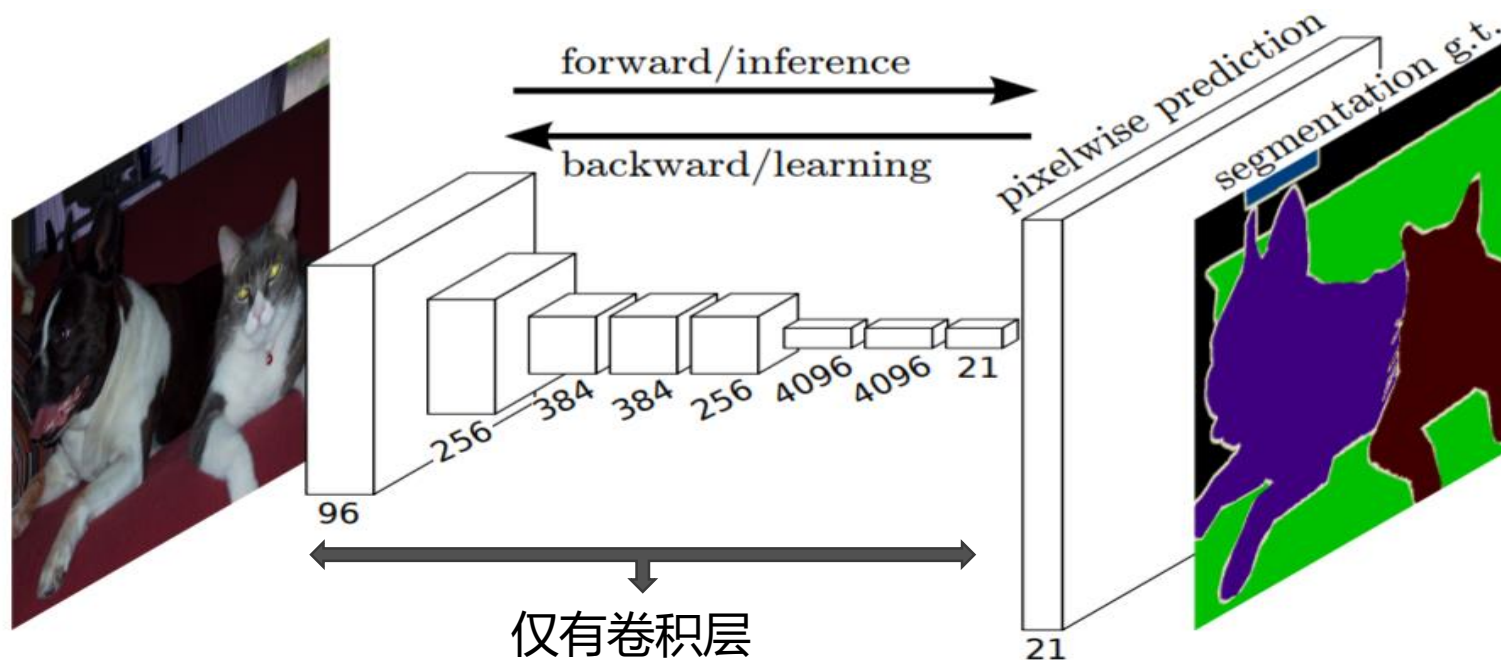 forward/inference
backward/learning
pixelwise prediction
segmentation g.t.
96
256
384
384
256
4096
4096
21
21
仅有卷积层